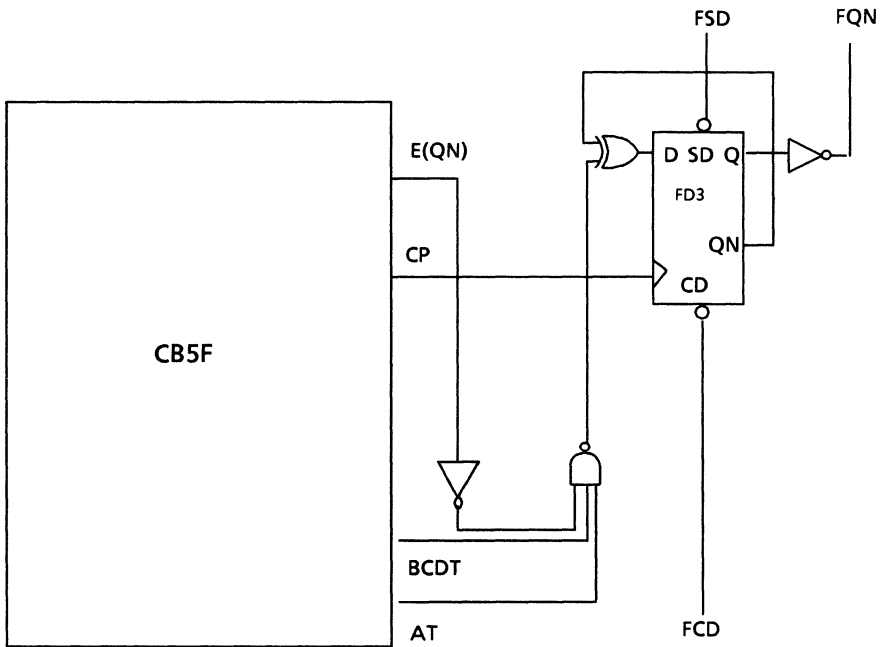 FSD
FQN
E(QN)
D SD Q
FD3
QN
CP
CD
CB5F
BCDT
AT
FCD